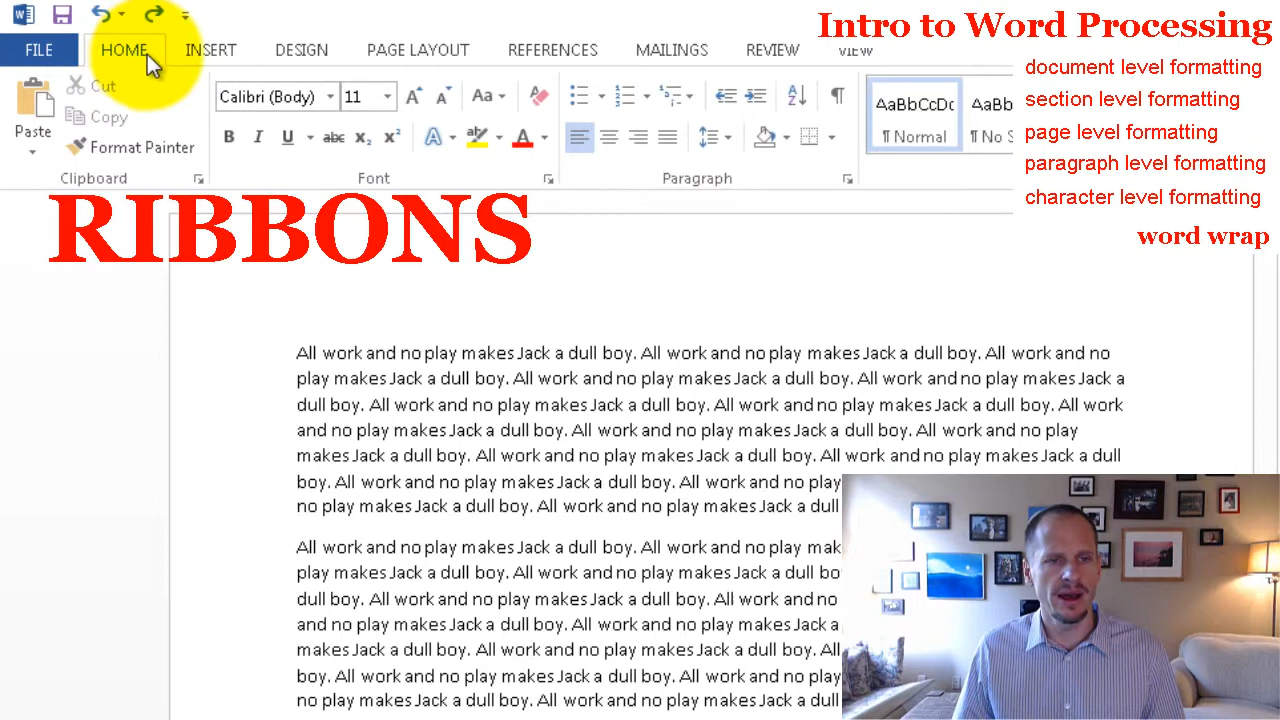 Intro to Word Processing
FILE HOME INSERT DESIGN PAGE LAYOUT REFERENCES MAILINGS REVIEW VIEW
document level formatting
section level formatting
page level formatting
paragraph level formatting
character level formatting
word wrap
Paste
Cut
Copy
Format Painter
Clipboard
Calibri (Body) 11
Aa
B I U abc X2 X2 A ab A
Font
A Z ¶
Paragraph
AaBbCcDc AaBb
¶ Normal ¶ No S
RIBBONS
All work and no play makes Jack a dull boy. All work and no play makes Jack a dull boy. All work and no
play makes Jack a dull boy. All work and no play makes Jack a dull boy. All work and no play makes Jack a
dull boy. All work and no play makes Jack a dull boy. All work and no play makes Jack a dull boy. All work
and no play makes Jack a dull boy. All work and no play makes Jack a dull boy. All work and no play
makes Jack a dull boy. All work and no play makes Jack a dull boy. All work and no play makes Jack a dull
boy. All work and no play makes Jack a dull boy. All work and no play
no play makes Jack a dull boy. All work and no play makes Jack a dull
All work and no play makes Jack a dull boy. All work and no play mak
play makes Jack a dull boy. All work and no play makes Jack a dull bo
dull boy. All work and no play makes Jack a dull boy. All work and no
and no play makes Jack a dull boy. All work and no play makes Jack a
makes Jack a dull boy. All work and no play makes Jack a dull boy. All
boy. All work and no play makes Jack a dull boy. All work and no play
no play makes Jack a dull boy. All work and no play makes Jack a dull